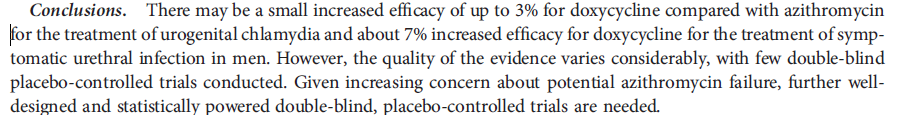 Conclusions. There may be a small increased efficacy of up to 3% for doxycycline compared with azithromycin
for the treatment of urogenital chlamydia and about 7% increased efficacy for doxycycline for the treatment of symp-
tomatic urethral infection in men. However, the quality of the evidence varies considerably, with few double-blind
placebo-controlled trials conducted. Given increasing concern about potential azithromycin failure, further well-
designed and statistically powered double-blind, placebo-controlled trials are needed.